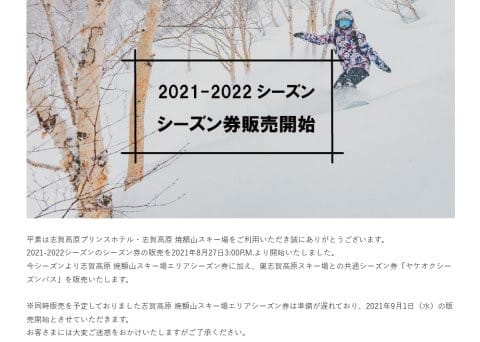 2021-2022 シーズン
シーズン券販売開始
平素は志賀高原プリンスホテル・志賀高原 焼額山スキー場をご利用いただき誠にありがとうございます。
2021-2022シーズンのシーズン券の販売を2021年8月27日3:00P.M.より開始いたしました。
今シーズンより志賀高原 焼額山スキー場エリアシーズン券に加え、奥志賀高原スキー場との共通シーズン券「ヤケオクシー
ズンパス」を販売いたします。
※同時販売を予定しておりました志賀高原 焼額山スキー場エリアシーズン券は準備が遅れており、2021年9月1日（水）の販
売開始とさせていただきます。
お客さまには大変ご迷惑をおかけいたしますがご了承ください。